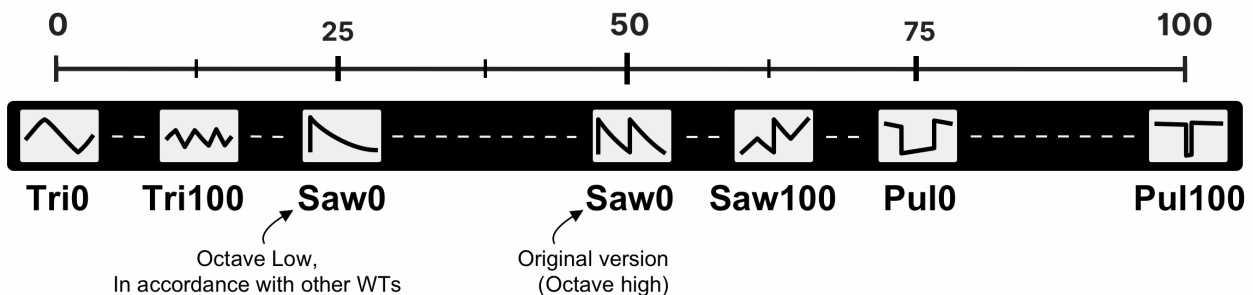 0 25 50 75 100
Tri0 Tri100 Saw0 Saw0 Saw100 Pul0 Pul100
Octave Low,
In accordance with other WTs
Original version
(Octave high)